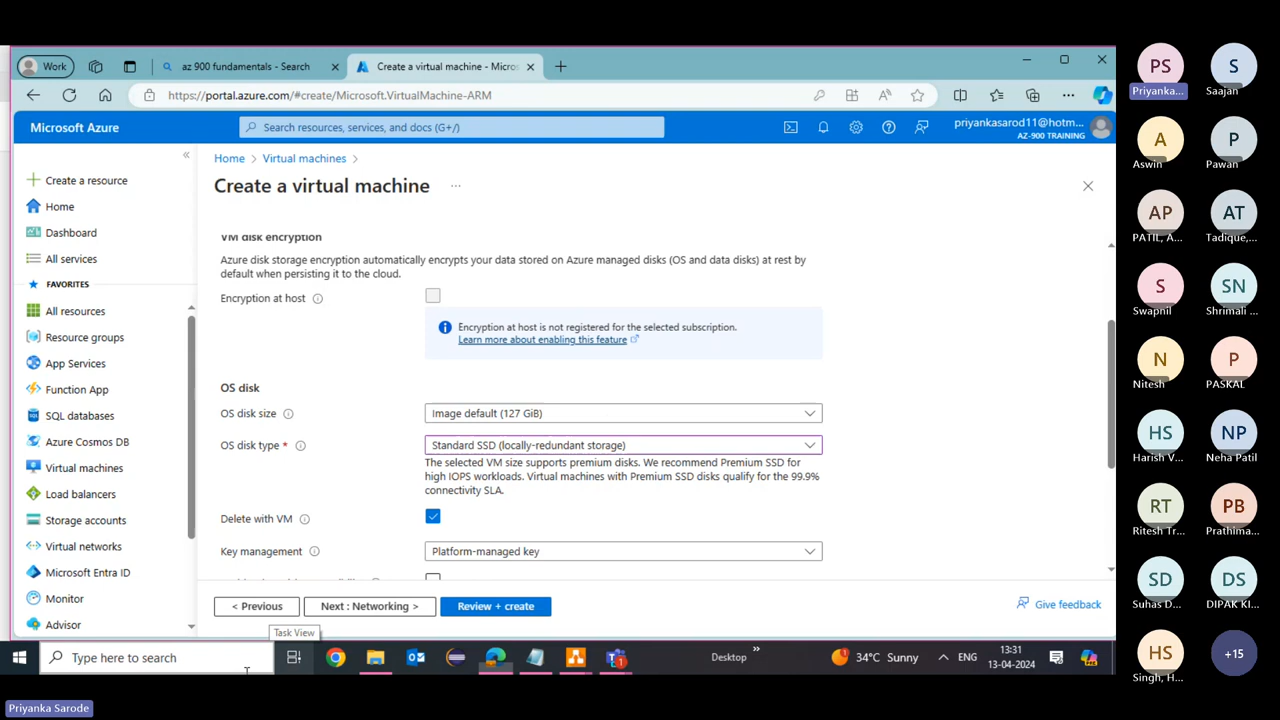 Work
az 900 fundamentals - Search
Create a virtual machine - Micros
https://portal.azure.com/#create/Microsoft.VirtualMachine-ARM
Microsoft Azure
Search resources, services, and docs (G+/)
priyankasarod11@hotm...
AZ-900 TRAINING
Create a resource
Home
Dashboard
All services
FAVORITES
All resources
Resource groups
App Services
Function App
SQL databases
Azure Cosmos DB
Virtual machines
Load balancers
Storage accounts
Virtual networks
Microsoft Entra ID
Monitor
Advisor
Home > Virtual machines >
Create a virtual machine
VM disk encryption
Azure disk storage encryption automatically encrypts your data stored on Azure managed disks (OS and data disks) at rest by
default when persisting it to the cloud.
Encryption at host
Encryption at host is not registered for the selected subscription.
Learn more about enabling this feature
OS disk
OS disk size
Image default (127 GiB)
OS disk type *
Standard SSD (locally-redundant storage)
The selected VM size supports premium disks. We recommend Premium SSD for
high IOPS workloads. Virtual machines with Premium SSD disks qualify for the 99.9%
connectivity SLA.
Delete with VM
Key management
Platform-managed key
< Previous
Next : Networking >
Review + create
Give feedback
Task View
Type here to search
Desktop
34°C Sunny
ENG
13:31
13-04-2024
Priyanka Sarode
PS
Priyanka...
S
Saajan
A
Aswin
P
Pawan
AP
PATIL, A...
AT
Tadique,...
S
Swapnil
SN
Shrimali ...
N
Nitesh
P
PASKAL
HS
Harish V...
NP
Neha Patil
RT
Ritesh Tr...
PB
Prathima...
SD
Suhas D...
DS
DIPAK KI...
HS
Singh, H...
+15